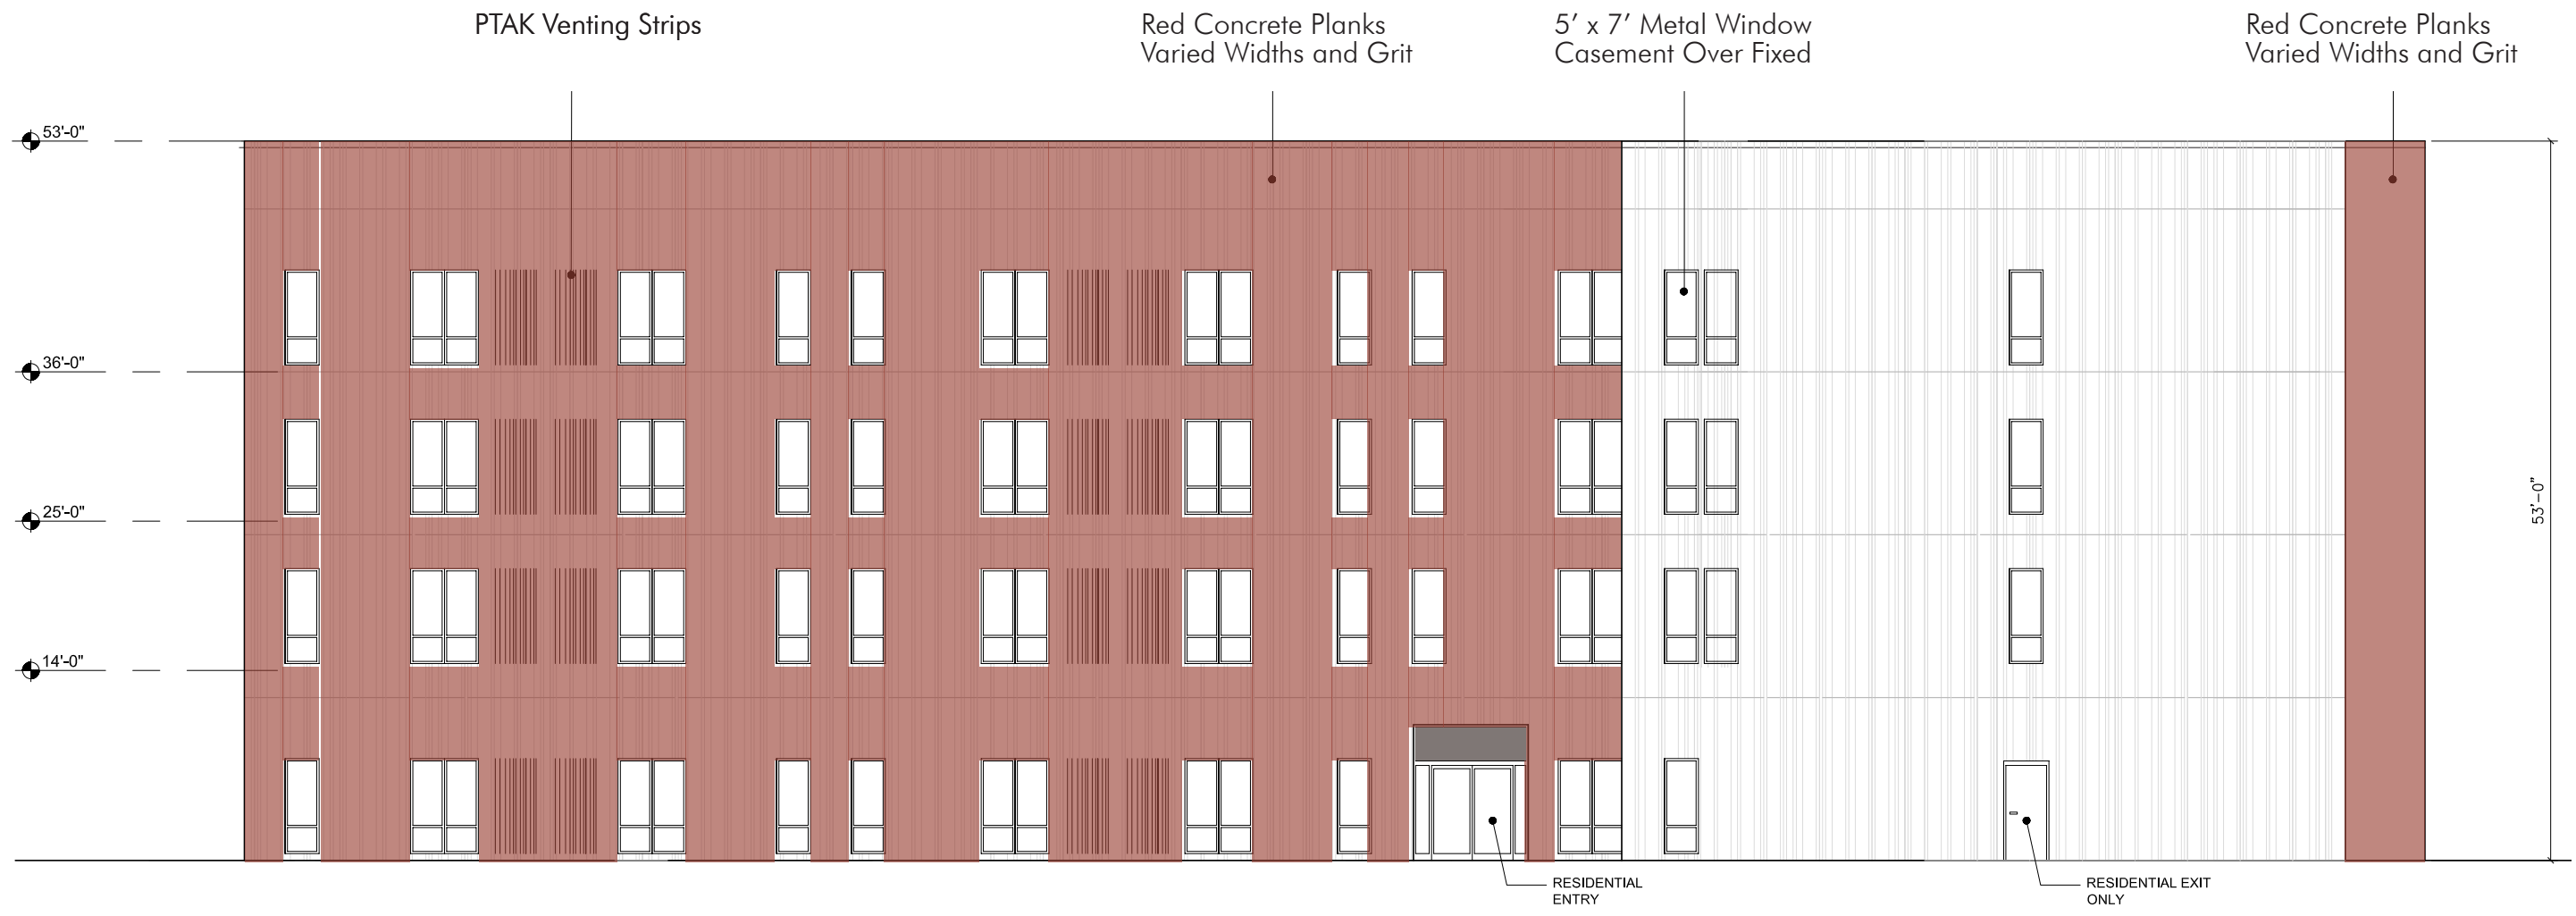 PTAK Venting Strips
Red Concrete Planks
Varied Widths and Grit
5' x 7' Metal Window
Casement Over Fixed
Red Concrete Planks
Varied Widths and Grit
53'-0"
36'-0"
25'-0"
14'-0"
53'-0"
RESIDENTIAL
ENTRY
RESIDENTIAL EXIT
ONLY